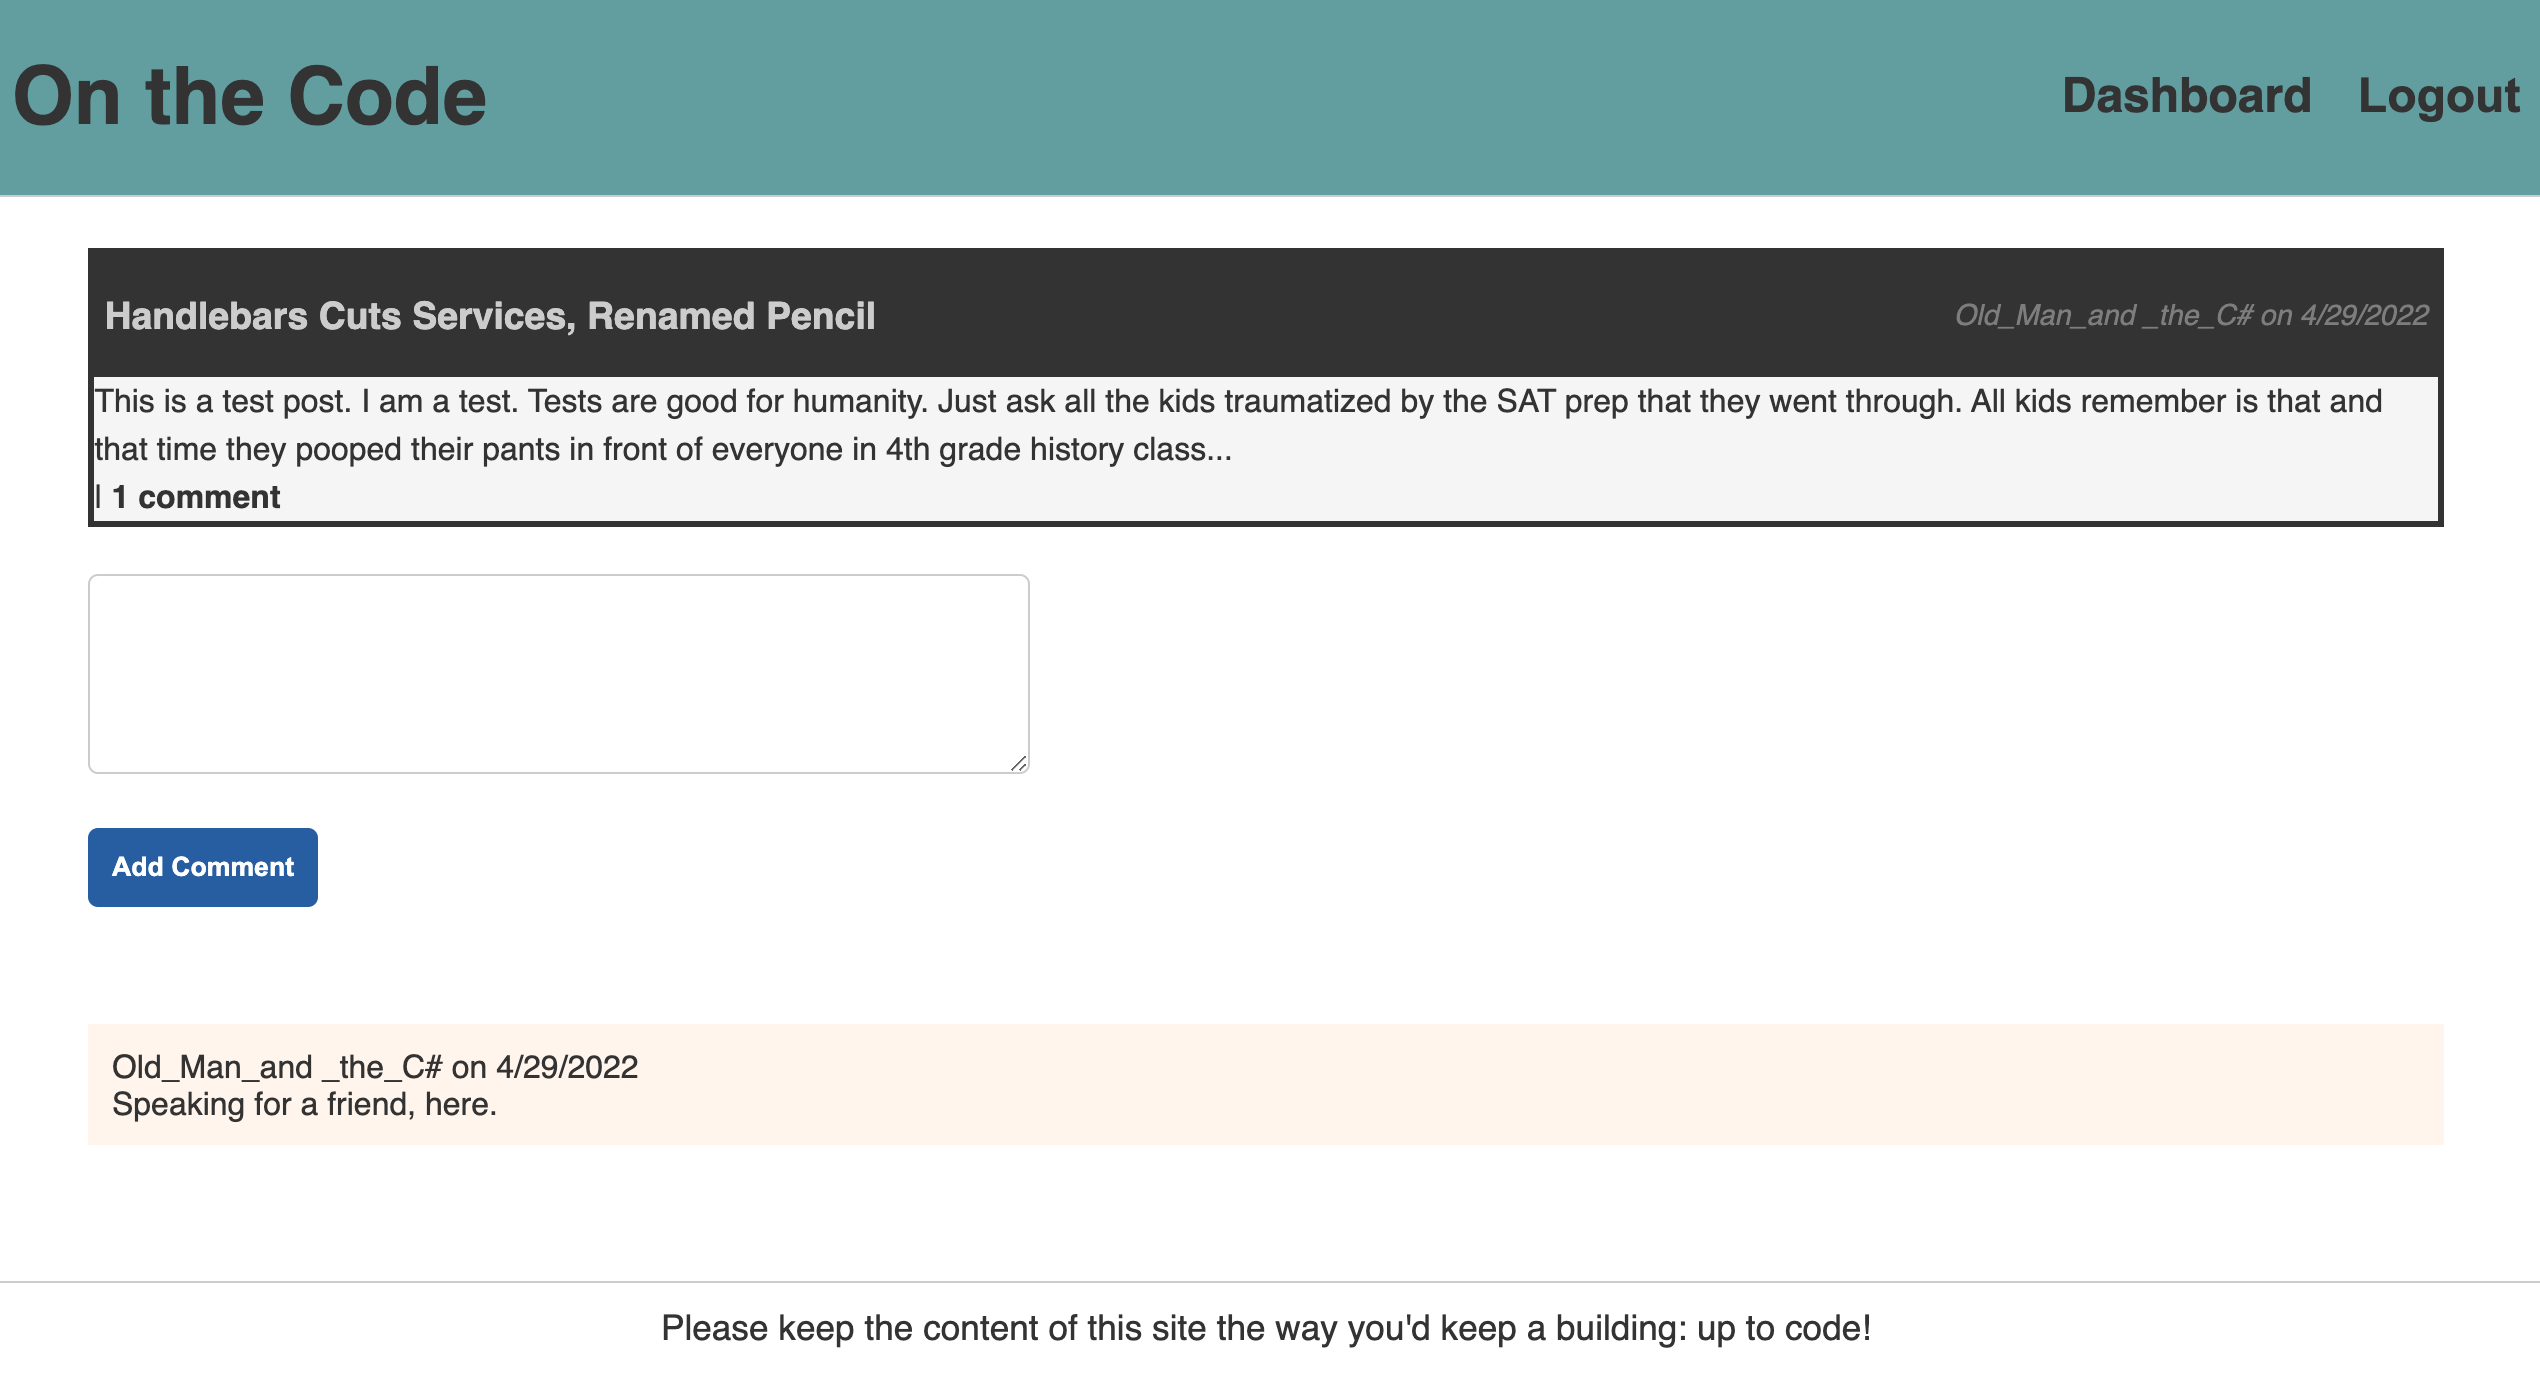 On the Code
Dashboard Logout
Handlebars Cuts Services, Renamed Pencil
Old_Man_and _the_C# on 4/29/2022
This is a test post. I am a test. Tests are good for humanity. Just ask all the kids traumatized by the SAT prep that they went through. All kids remember is that and
that time they pooped their pants in front of everyone in 4th grade history class...
| 1 comment
Add Comment
Old_Man_and _the_C# on 4/29/2022
Speaking for a friend, here.
Please keep the content of this site the way you'd keep a building: up to code!